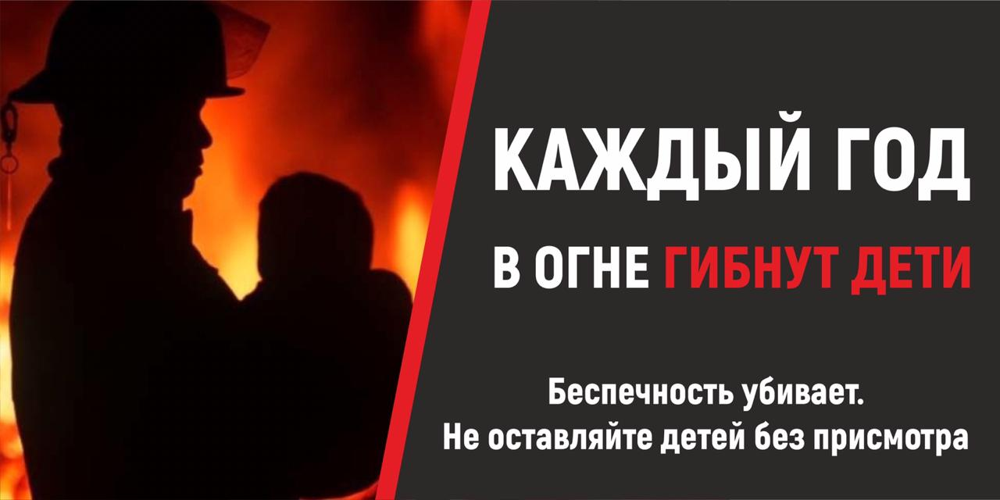 КАЖДЫЙ ГОД
В ОГНЕ ГИБНУТ ДЕТИ
Беспечность убивает.
Не оставляйте детей без присмотра